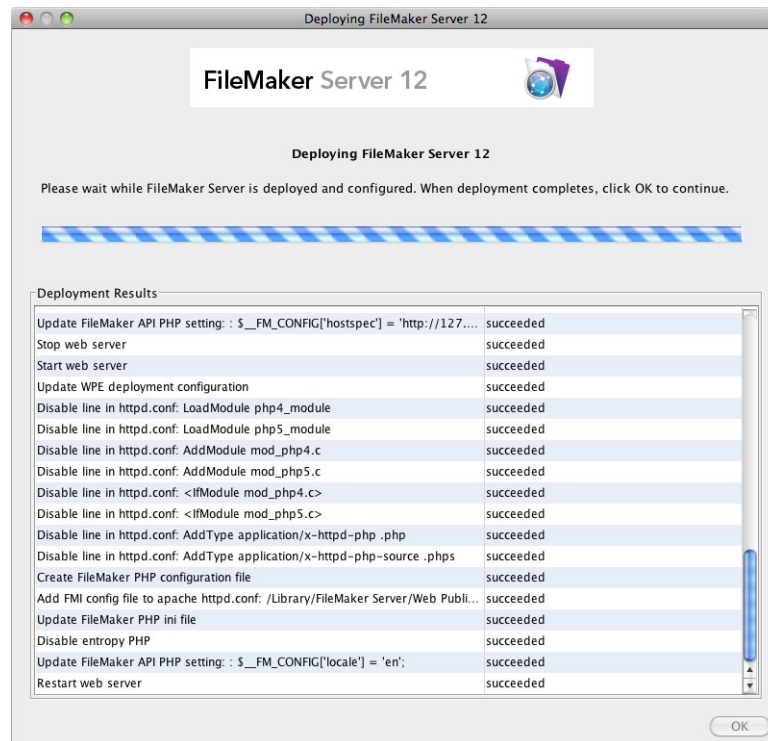 Deploying FileMaker Server 12
FileMaker Server 12
Deploying FileMaker Server 12
Please wait while FileMaker Server is deployed and configured. When deployment completes, click OK to continue.
Deployment Results
Update FileMaker API PHP setting: : $__FM_CONFIG['hostspec'] = 'http://127.... succeeded
Stop web server succeeded
Start web server succeeded
Update WPE deployment configuration succeeded
Disable line in httpd.conf: LoadModule php4_module succeeded
Disable line in httpd.conf: LoadModule php5_module succeeded
Disable line in httpd.conf: AddModule mod_php4.c succeeded
Disable line in httpd.conf: AddModule mod_php5.c succeeded
Disable line in httpd.conf: <IfModule mod_php4.c> succeeded
Disable line in httpd.conf: <IfModule mod_php5.c> succeeded
Disable line in httpd.conf: AddType application/x-httpd-php .php succeeded
Disable line in httpd.conf: AddType application/x-httpd-php-source .phps succeeded
Create FileMaker PHP configuration file succeeded
Add FMI config file to apache httpd.conf: /Library/FileMaker Server/Web Publi... succeeded
Update FileMaker PHP ini file succeeded
Disable entropy PHP succeeded
Update FileMaker API PHP setting: : $__FM_CONFIG['locale'] = 'en'; succeeded
Restart web server succeeded
OK